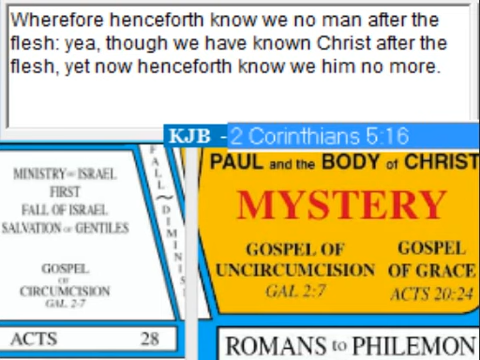 Wherefore henceforth know we no man after the
flesh: yea, though we have known Christ after the
flesh, yet now henceforth know we him no more.
KJB - 2 Corinthians 5:16
MINISTRY TO ISRAEL
FIRST
FALL OF ISRAEL
SALVATION OF GENTILES
GOSPEL
OF
CIRCUMCISION
GAL 2-7
FALL ~ DIMINIS
ACTS 28
PAUL and the BODY of CHRIST
MYSTERY
GOSPEL OF
UNCIRCUMCISION
GAL 2:7
GOSPEL
OF GRACE
ACTS 20:24
ROMANS to PHILEMON